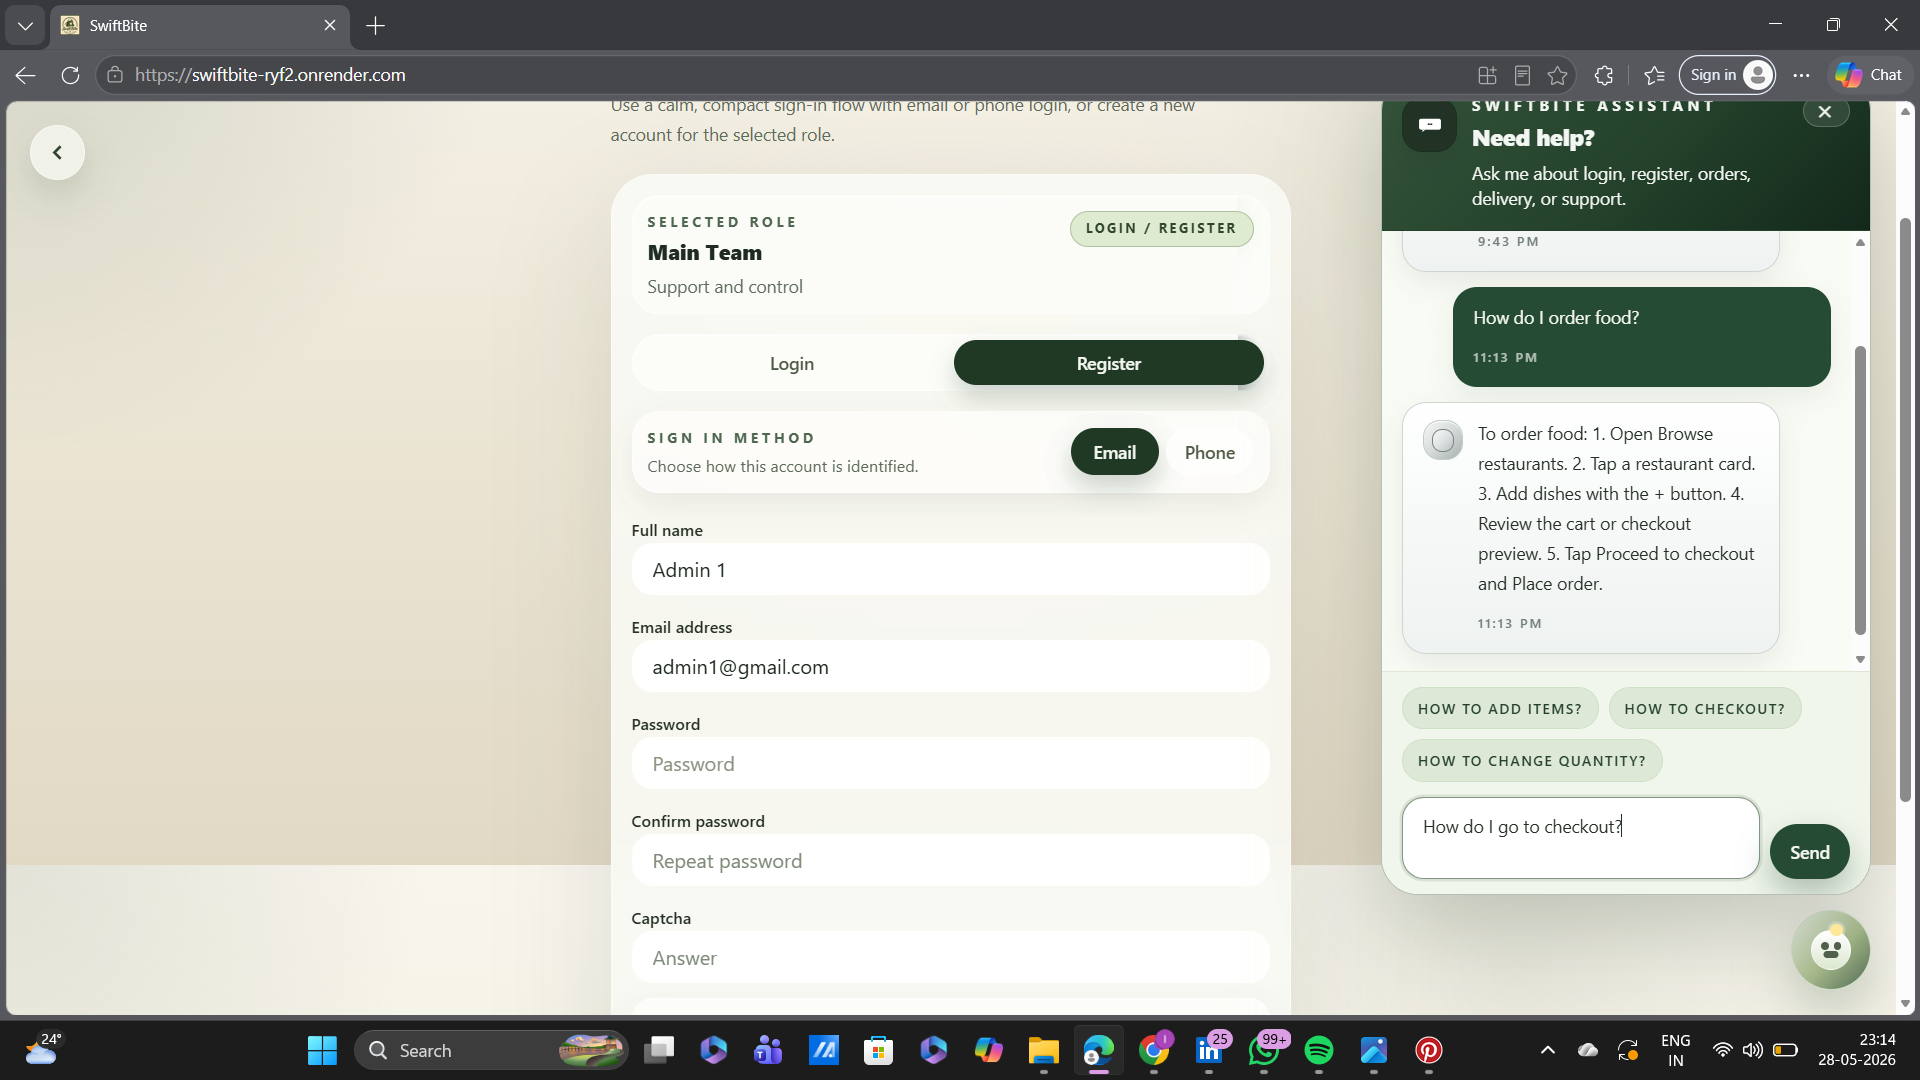 SwiftBite
https://swiftbite-ryf2.onrender.com
Sign in
Chat
Use a calm, compact sign-in flow with email or phone login, or create a new
account for the selected role.
SELECTED ROLE
Main Team
Support and control
LOGIN / REGISTER
Login
Register
SIGN IN METHOD
Choose how this account is identified.
Email
Phone
Full name
Admin 1
Email address
admin1@gmail.com
Password
Password
Confirm password
Repeat password
Captcha
Answer
SWIFTBITE ASSISTANT
Need help?
Ask me about login, register, orders,
delivery, or support.
9:43 PM
How do I order food?
11:13 PM
To order food: 1. Open Browse
restaurants. 2. Tap a restaurant card.
3. Add dishes with the + button. 4.
Review the cart or checkout
preview. 5. Tap Proceed to checkout
and Place order.
11:13 PM
HOW TO ADD ITEMS?
HOW TO CHECKOUT?
HOW TO CHANGE QUANTITY?
How do I go to checkout?
Send
24°
Search
25
99+
ENG
IN
23:14
28-05-2026